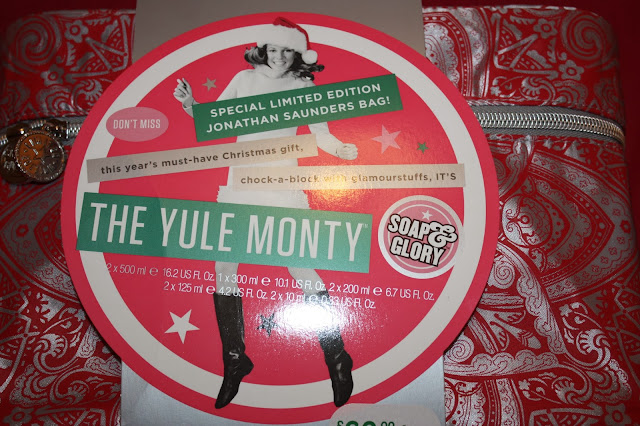 SPECIAL LIMITED EDITION
JONATHAN SAUNDERS BAG!
DON'T MISS
this year's must-have Christmas gift,
chock-a-block with glamourstuffs, IT'S
THE YULE MONTY
SOAP &
GLORY
2 x 500 ml e 16.2 US Fl. Oz. 1 x 300 ml e 10.1 US Fl. Oz. 2 x 200 ml e 6.7 US Fl. Oz.
2 x 125 ml e 4.2 US Fl. Oz. 2 x 10 ml e 0.33 US Fl. Oz.